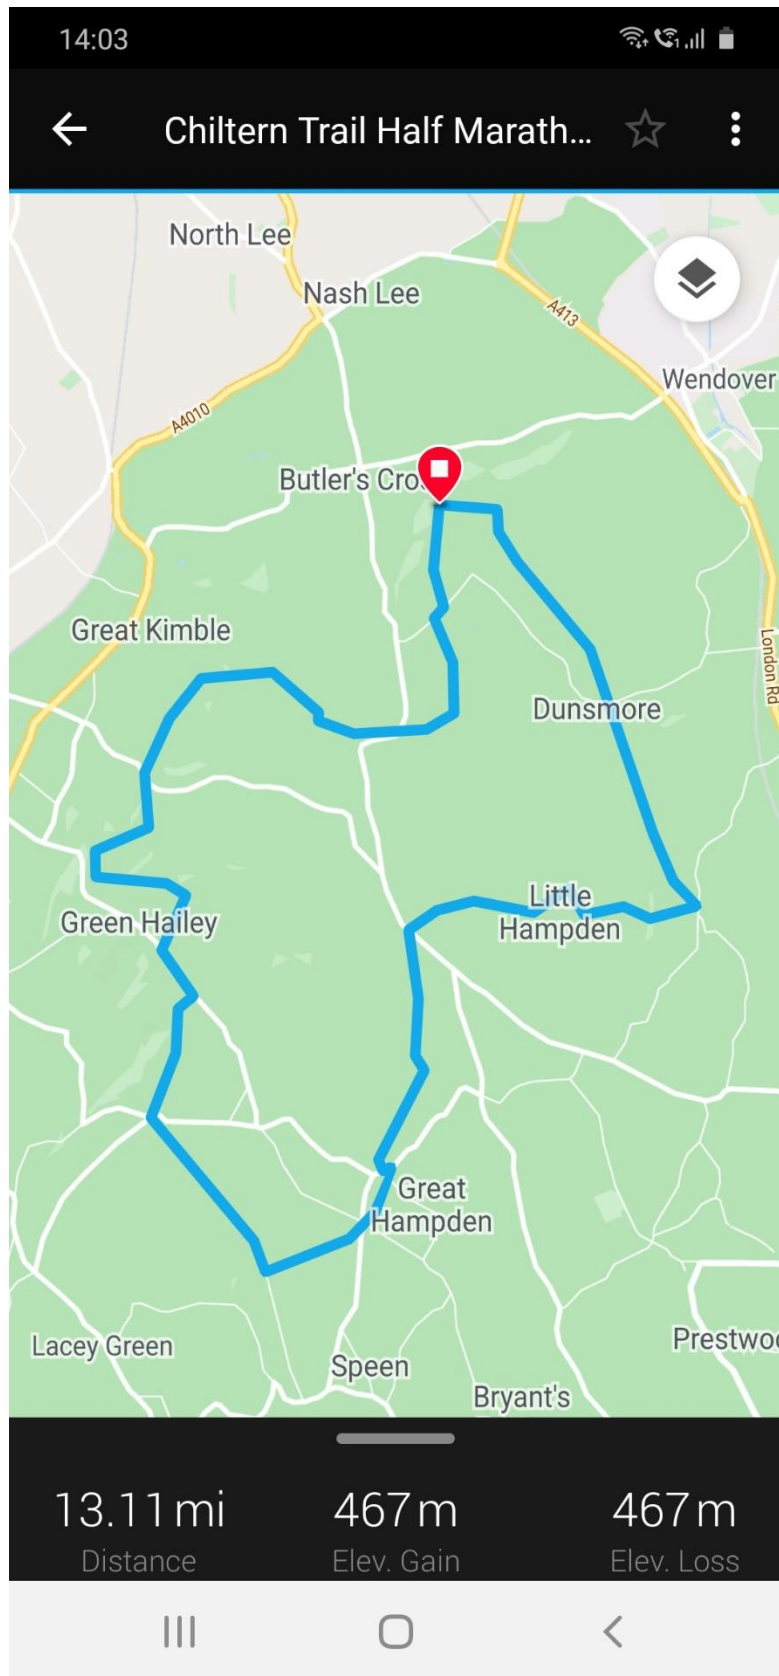 14:03
Chiltern Trail Half Marath...
North Lee
Nash Lee
A413
Wendover
A4010
Butler's Cro
Great Kimble
London Rd
Dunsmore
Little
Hampden
Green Hailey
Great
Hampden
Lacey Green
Prestwoo
Speen
Bryant's
13.11 mi
467 m
467 m
Distance
Elev. Gain
Elev. Loss